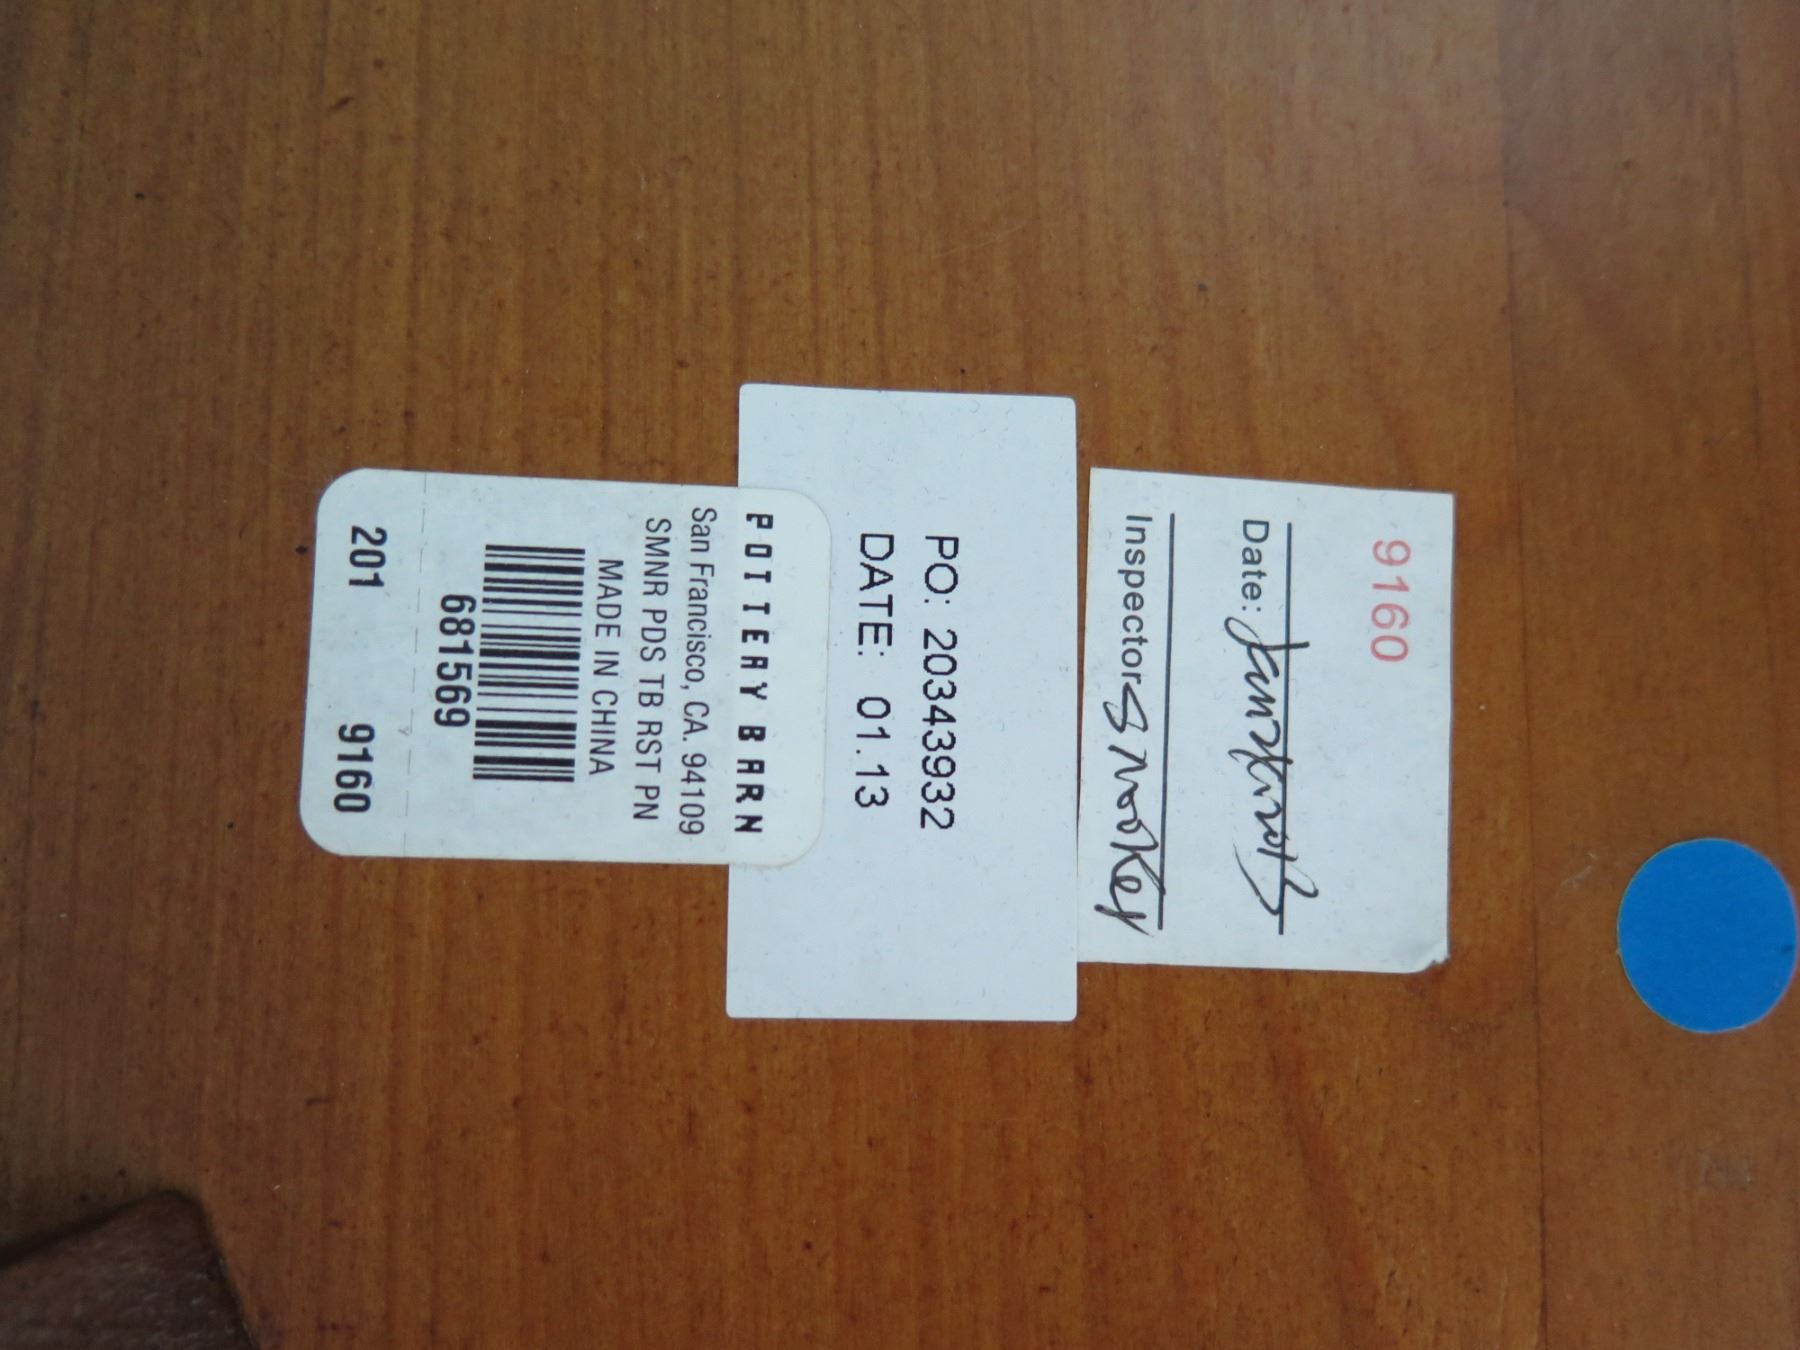 9160
Date:
Inspector: Smooker
PO: 20343932
DATE: 01.13
POTTERY BARN
San Francisco, CA. 94109
SMNR PDS TB RST PN
MADE IN CHINA
681569
201 9160